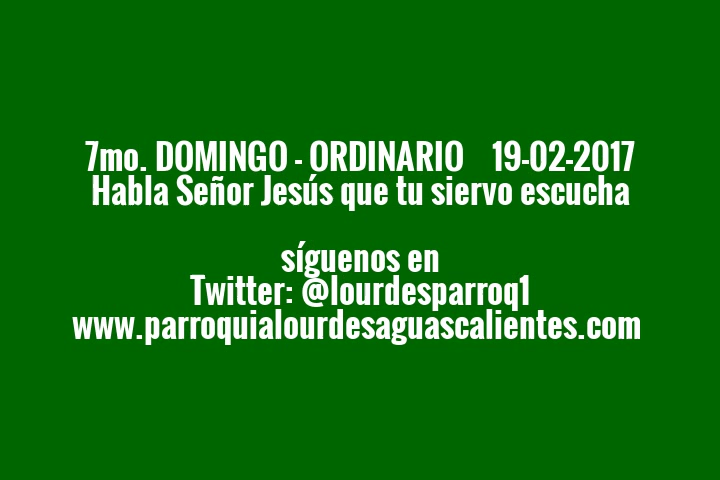 7mo. DOMINGO - ORDINARIO    19-02-2017
Habla Señor Jesús que tu siervo escucha
síguenos en
Twitter: @lourdesparroq1
www.parroquialourdesaguascalientes.com